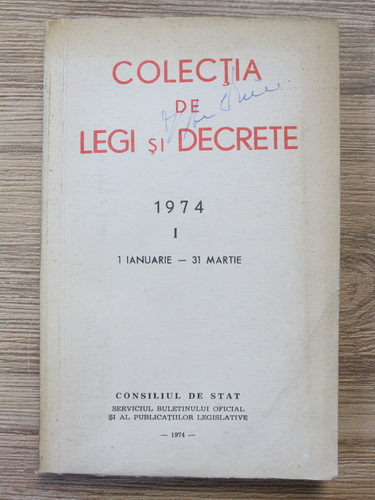 COLECȚIA
DE
LEGI ȘI DECRETE
1974
I
1 IANUARIE — 31 MARTIE
CONSILIUL DE STAT
SERVICIUL BULETINULUI OFICIAL
ȘI AL PUBLICAȚIILOR LEGISLATIVE
— 1974 —